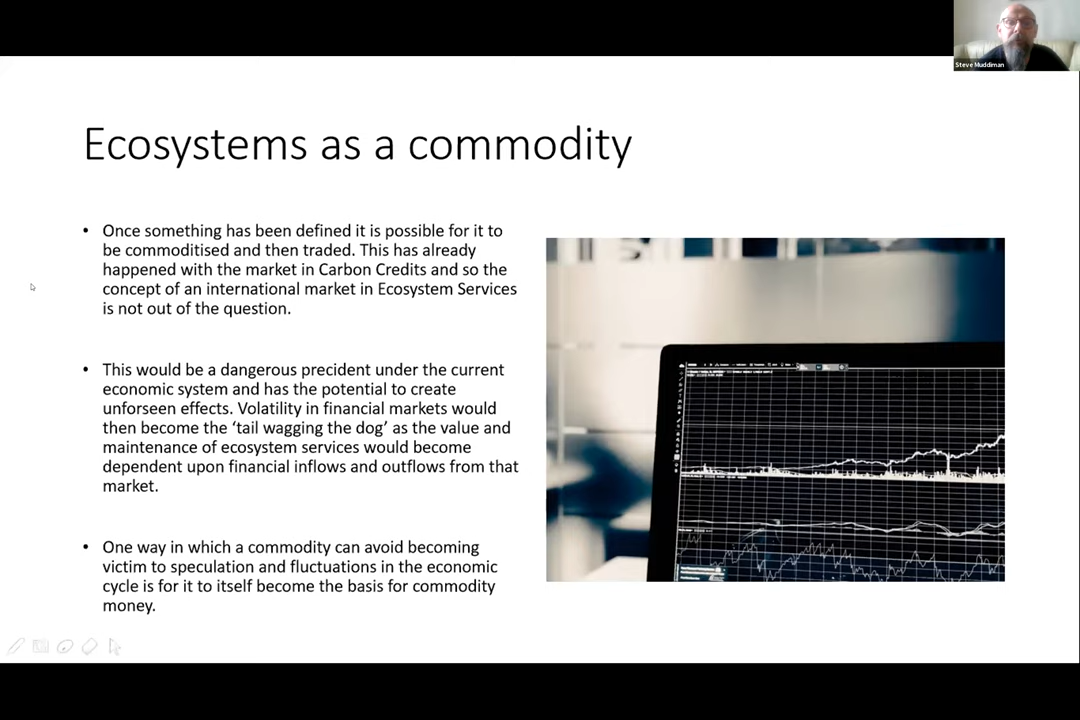 Steve Muddiman
Ecosystems as a commodity
• Once something has been defined it is possible for it to
be commoditised and then traded. This has already
happened with the market in Carbon Credits and so the
concept of an international market in Ecosystem Services
is not out of the question.
• This would be a dangerous precident under the current
economic system and has the potential to create
unforseen effects. Volatility in financial markets would
then become the ‘tail wagging the dog’ as the value and
maintenance of ecosystem services would become
dependent upon financial inflows and outflows from that
market.
• One way in which a commodity can avoid becoming
victim to speculation and fluctuations in the economic
cycle is for it to itself become the basis for commodity
money.